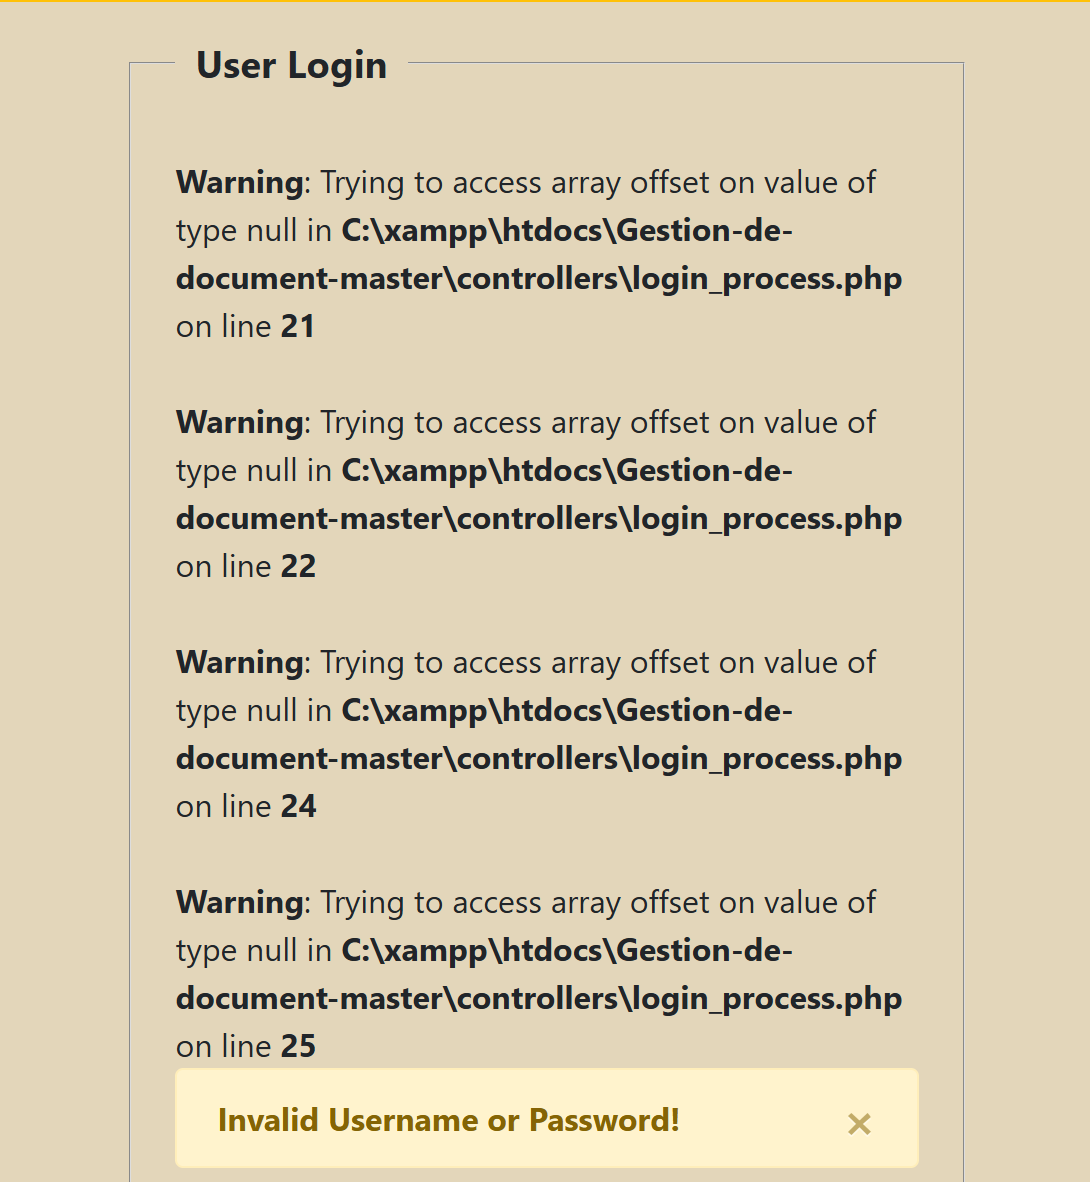 User Login
Warning: Trying to access array offset on value of
type null in C:\xampp\htdocs\Gestion-de-
document-master\controllers\login_process.php
on line 21
Warning: Trying to access array offset on value of
type null in C:\xampp\htdocs\Gestion-de-
document-master\controllers\login_process.php
on line 22
Warning: Trying to access array offset on value of
type null in C:\xampp\htdocs\Gestion-de-
document-master\controllers\login_process.php
on line 24
Warning: Trying to access array offset on value of
type null in C:\xampp\htdocs\Gestion-de-
document-master\controllers\login_process.php
on line 25
Invalid Username or Password! ×